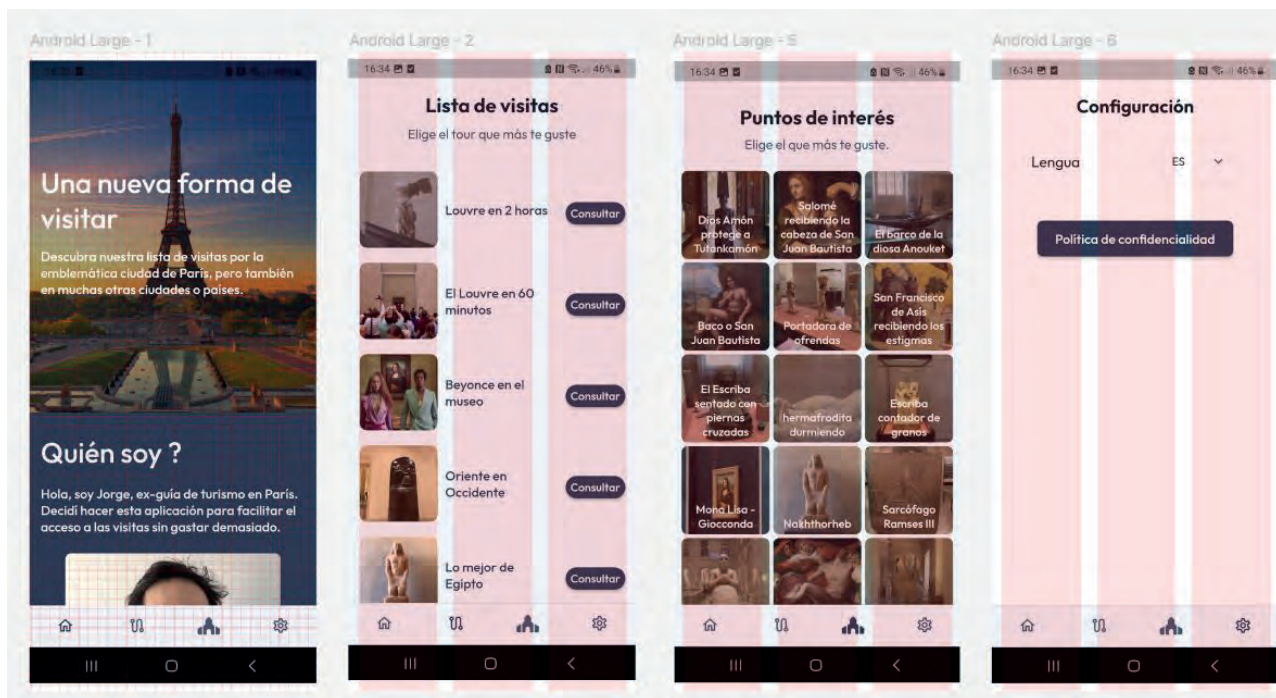 Android Large - 1
Una nueva forma de
visitar
Descubra nuestra lista de visitas por la
emblemática ciudad de París, pero también
en muchas otras ciudades o países.
Quién soy ?
Hola, soy Jorge, ex-guía de turismo en París.
Decidí hacer esta aplicación para facilitar el
acceso a las visitas sin gastar demasiado.
Android Large - 2
16:34 46%
Lista de visitas
Elige el tour que más te guste
Louvre en 2 horas
Consultar
El Louvre en 60
minutos
Consultar
Beyonce en el
museo
Consultar
Oriente en
Occidente
Consultar
Lo mejor de
Egipto
Consultar
Android Large - 5
16:34 46%
Puntos de interés
Elige el que más te guste.
Dios Amón
protege a
Tutankamón
Salomé
recibiendo la
cabeza de San
Juan Bautista
El barco de la
diosa Anouket
Baco o San
Juan Bautista
Portadora de
ofrendas
San Francisco
de Asís
recibiendo los
estigmas
El Escriba
sentado con
piernas
cruzadas
hermafrodita
durmiendo
Escriba
contador de
granos
Mona Lisa -
Giocconda
Nakhthorheb
Sarcófago
Ramses III
Android Large - 6
16:34 46%
Configuración
Lengua
ES
Política de confidencialidad